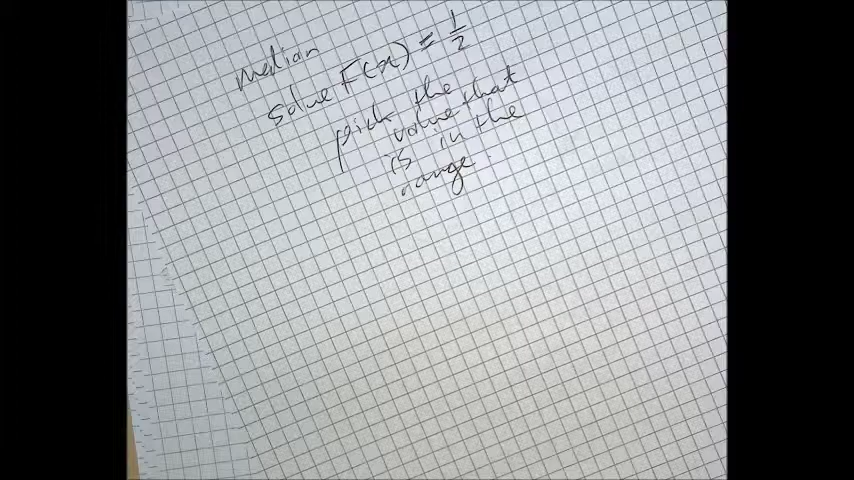 median
solve F(x) = 1/2
pick the
value that
is in the
range.